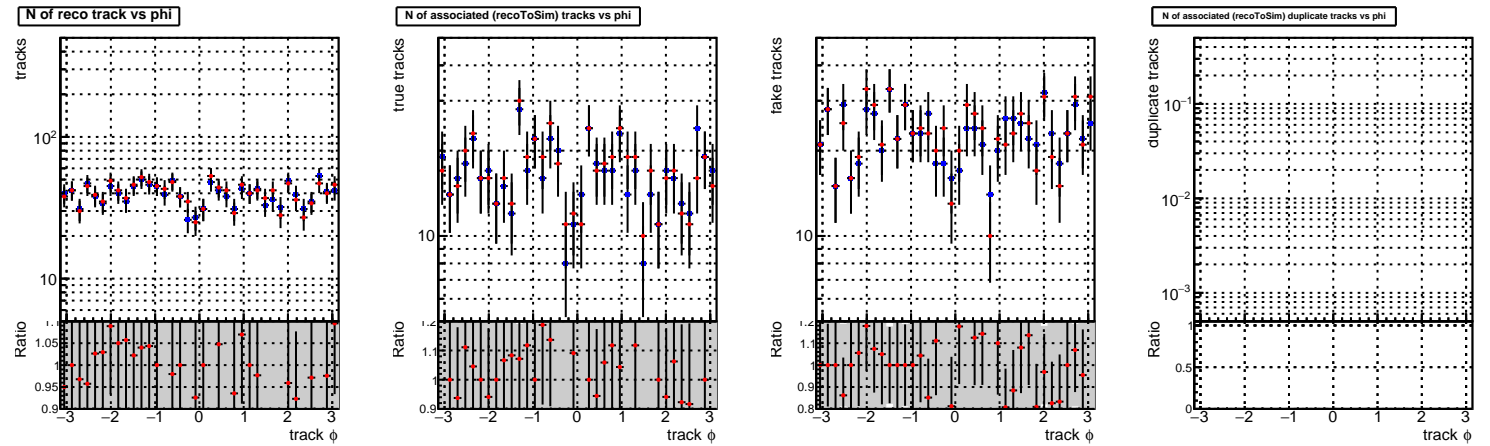 N of reco track vs phi
tracks
10²
10
Ratio
1.1
1.05
1
0.95
0.9
−3 −2 −1 0 1 2 3
track ϕ
N of associated (recoToSim) tracks vs phi
true tracks
10
Ratio
1.2
1.1
1
0.9
−3 −2 −1 0 1 2 3
track ϕ
fake tracks
10
Ratio
1.2
1.1
1
0.9
0.8
−3 −2 −1 0 1 2 3
track ϕ
N of associated (recoToSim) duplicate tracks vs phi
duplicate tracks
10⁻¹
10⁻²
10⁻³
Ratio
1
0.5
0
−3 −2 −1 0 1 2 3
track ϕ